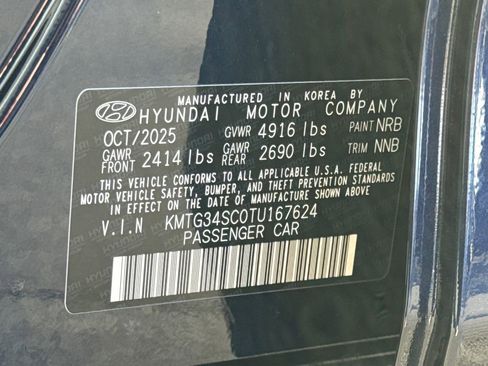 MANUFACTURED IN KOREA BY
HYUNDAI MOTOR COMPANY
OCT/2025 GVWR 4916 lbs PAINT NRB
GAWR FRONT 2414 lbs GAWR REAR 2690 lbs TRIM NNB
THIS VEHICLE CONFORMS TO ALL APPLICABLE U.S.A. FEDERAL
MOTOR VEHICLE SAFETY, BUMPER, AND THEFT PREVENTION STANDARDS
IN EFFECT ON THE DATE OF MANUFACTURE SHOWN ABOVE.
V.I.N KMTG34SC0TU167624
PASSENGER CAR